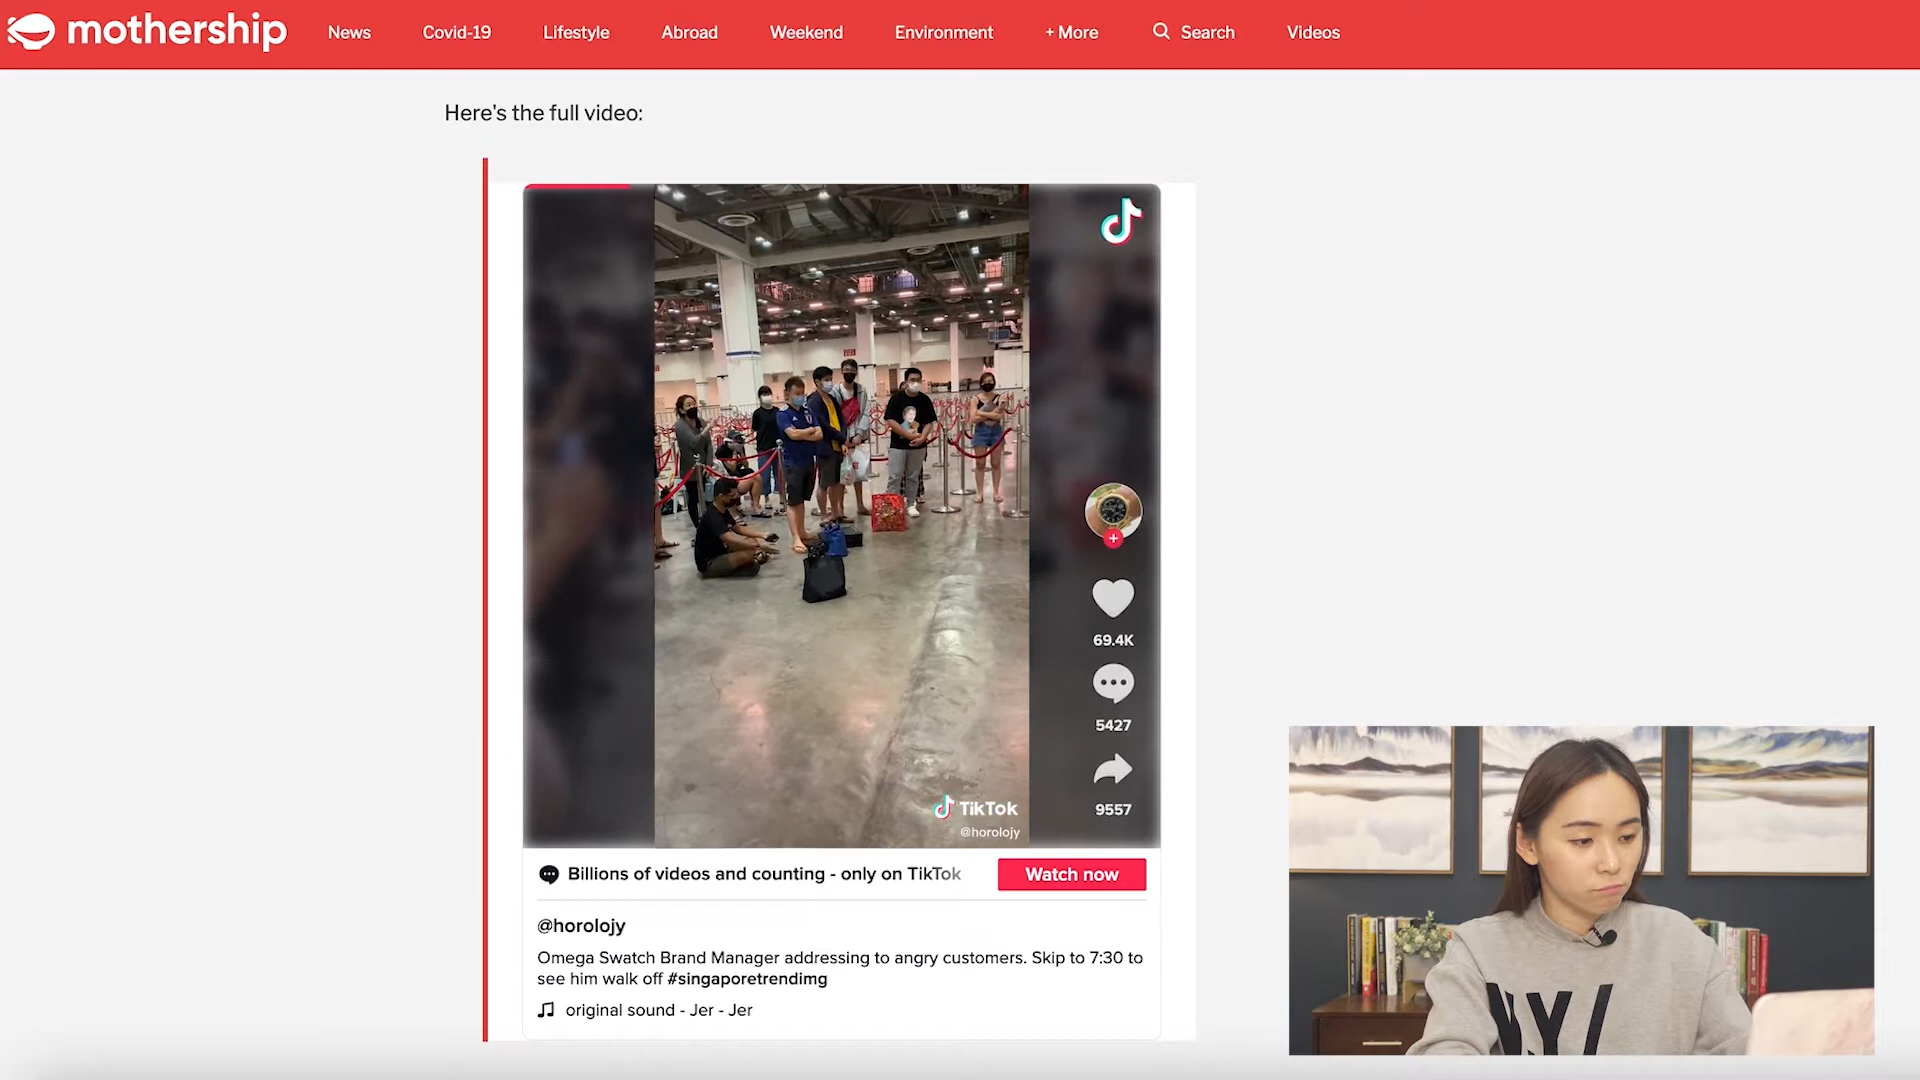 mothership
News
Covid-19
Lifestyle
Abroad
Weekend
Environment
+ More
Search
Videos
Here's the full video:
69.4K
5427
9557
TikTok
@horolojy
Billions of videos and counting - only on TikTok
Watch now
@horolojy
Omega Swatch Brand Manager addressing to angry customers. Skip to 7:30 to
see him walk off #singaporetrendimg
original sound - Jer - Jer